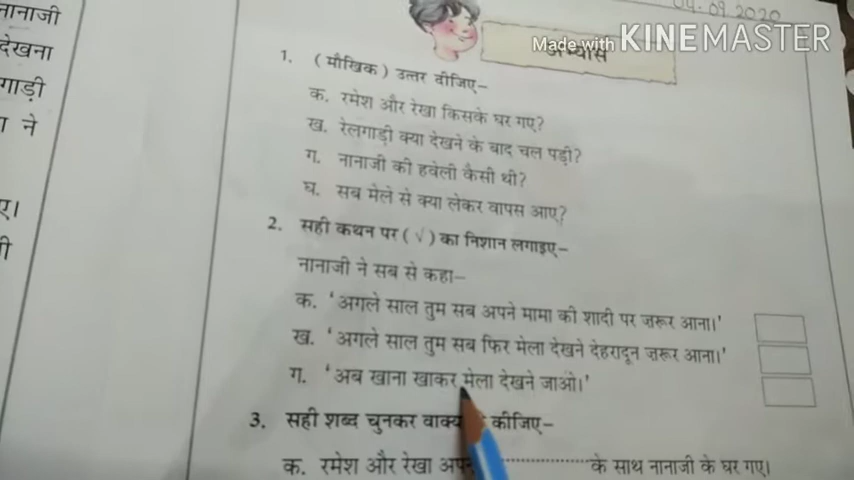 04.09.2020
Made with KINEMASTER
अभ्यास
नानाजी
देखना
गाड़ी
ने
1. (मौखिक) उत्तर दीजिए–
क. रमेश और रेखा किसके घर गए?
ख. रेलगाड़ी क्या देखने के बाद चल पड़ी?
ग. नानाजी की हवेली कैसी थी?
घ. सब मेले से क्या लेकर वापस आए?
2. सही कथन पर (√) का निशान लगाइए–
नानाजी ने सब से कहा–
क. 'अगले साल तुम सब अपने मामा की शादी पर ज़रूर आना।'
ख. 'अगले साल तुम सब फिर मेला देखने देहरादून ज़रूर आना।'
ग. 'अब खाना खाकर मेला देखने जाओ।'
3. सही शब्द चुनकर वाक्य कीजिए–
क. रमेश और रेखा ............ के साथ नानाजी के घर गए।